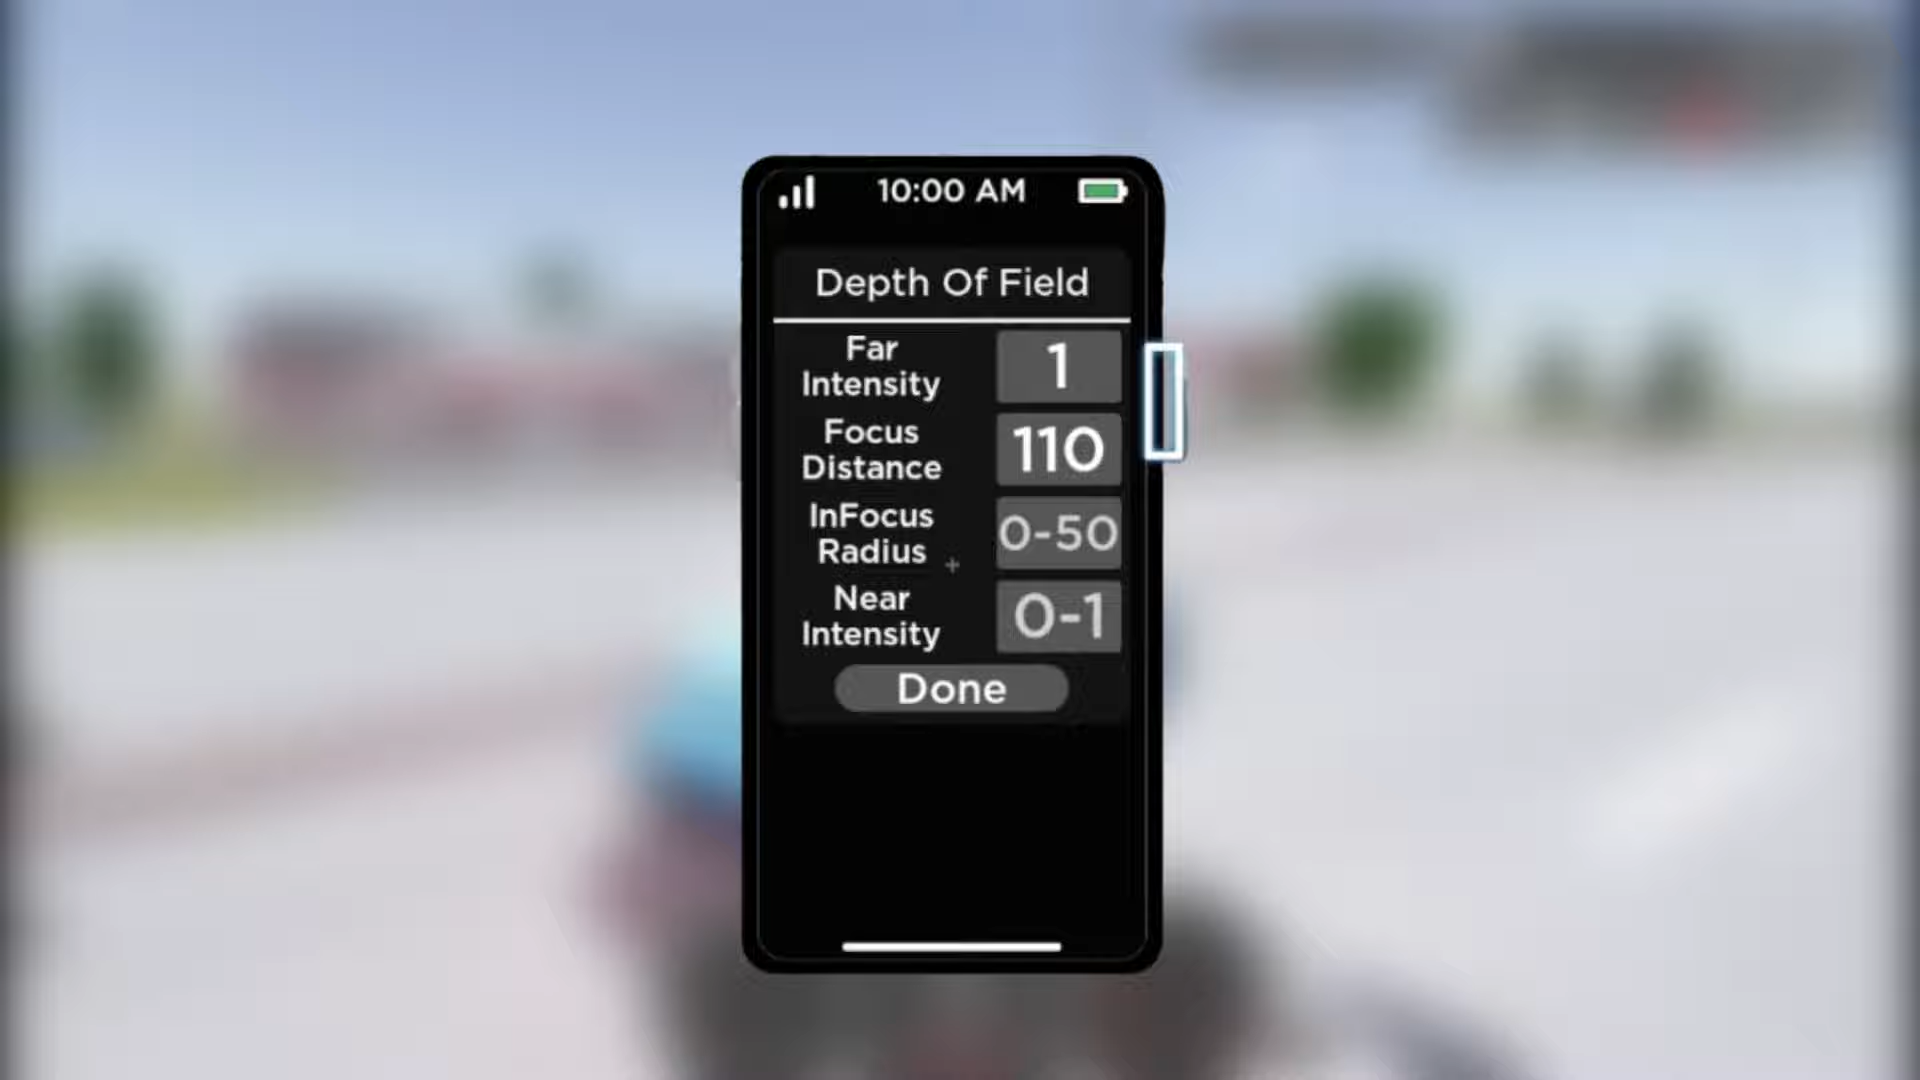 10:00 AM
Depth Of Field
Far
Intensity
1
Focus
Distance
110
InFocus
Radius
0-50
Near
Intensity
0-1
Done